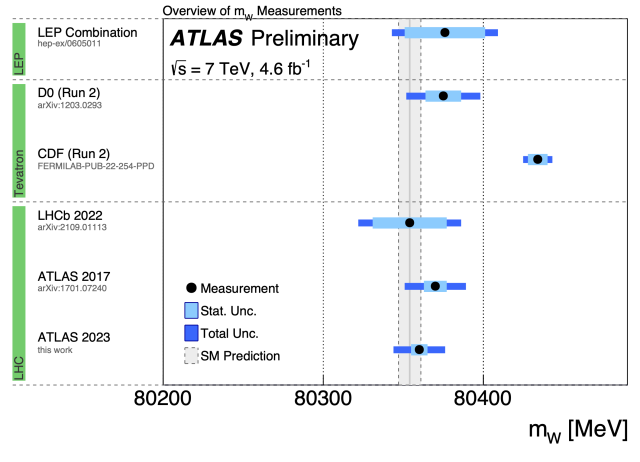 Overview of mW Measurements
ATLAS Preliminary
√s = 7 TeV, 4.6 fb-1
LEP
LEP Combination
hep-ex/0605011
Tevatron
D0 (Run 2)
arXiv:1203.0293
CDF (Run 2)
FERMILAB-PUB-22-254-PPD
LHC
LHCb 2022
arXiv:2109.01113
ATLAS 2017
arXiv:1701.07240
ATLAS 2023
this work
Measurement
Stat. Unc.
Total Unc.
SM Prediction
80200 80300 80400
mW [MeV]